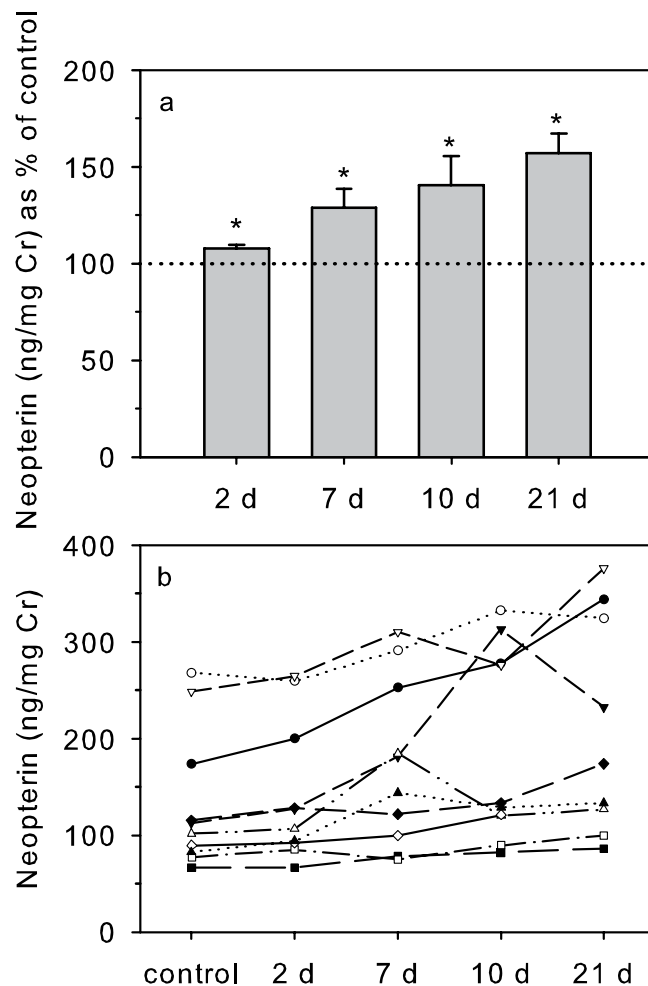 Neopterin (ng/mg Cr) as % of control
a
200
150
100
50
0
*
*
*
*
2 d 7 d 10 d 21 d
Neopterin (ng/mg Cr)
b
400
300
200
100
0
control 2 d 7 d 10 d 21 d